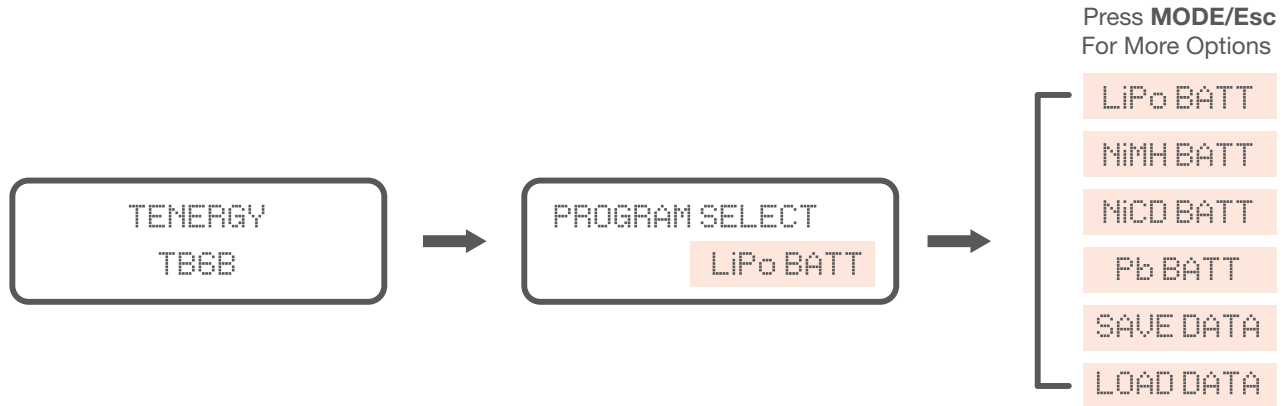 Press MODE/Esc
For More Options
TENERGY
TB6B
PROGRAM SELECT
LiPo BATT
LiPo BATT
NiMH BATT
NiCD BATT
Pb BATT
SAVE DATA
LOAD DATA